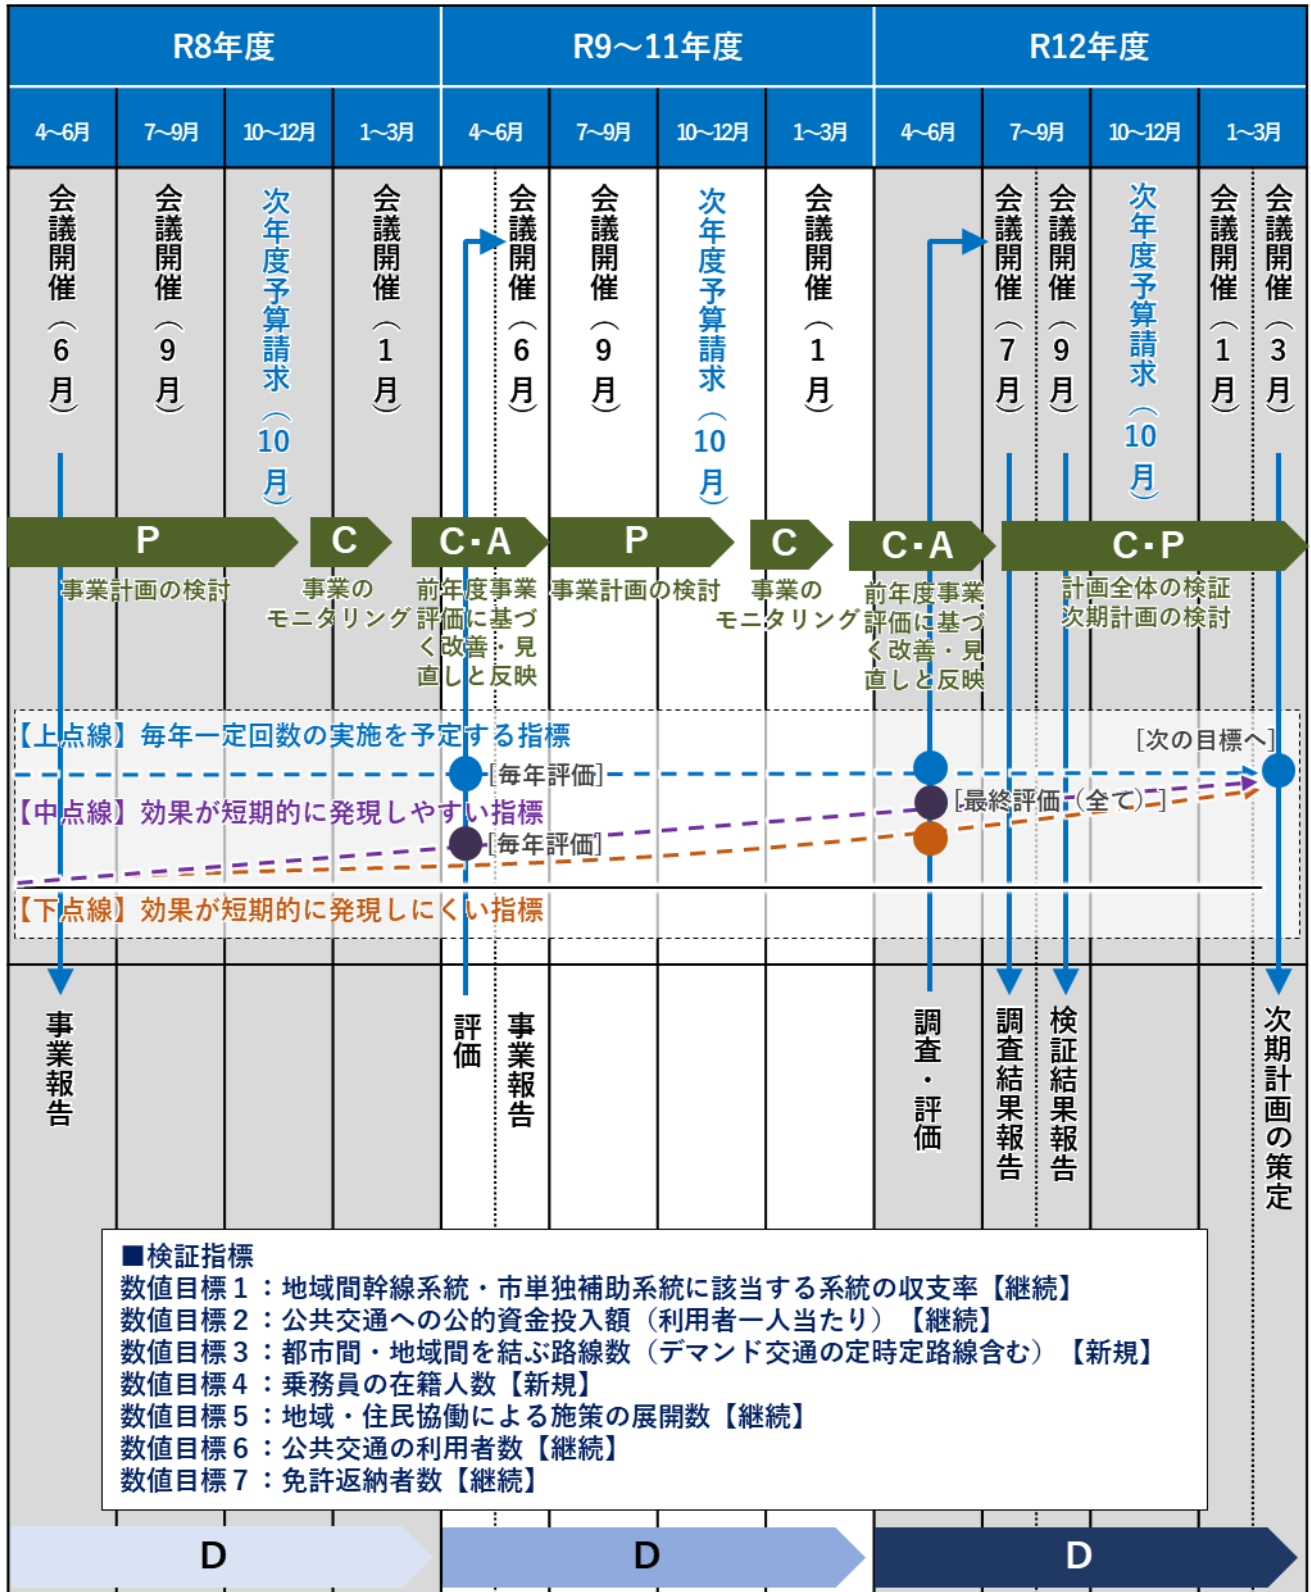 R8年度
R9～11年度
R12年度
4～6月
7～9月
10～12月
1～3月
4～6月
7～9月
10～12月
1～3月
4～6月
7～9月
10～12月
1～3月
会議開催（6月）
会議開催（9月）
次年度予算請求（10月）
会議開催（1月）
会議開催（6月）
会議開催（9月）
次年度予算請求（10月）
会議開催（1月）
会議開催（7月）
会議開催（9月）
次年度予算請求（10月）
会議開催（1月）
会議開催（3月）
P
C
C・A
P
C
C・A
C・P
事業計画の検討
事業の
モニタリング
前年度事業
評価に基づ
く改善・見
直しと反映
事業計画の検討
事業の
モニタリング
前年度事業
評価に基づ
く改善・見
直しと反映
計画全体の検証
次期計画の検討
【上点線】毎年一定回数の実施を予定する指標
[次の目標へ]
[毎年評価]
【中点線】効果が短期的に発現しやすい指標
[最終評価（全て）]
[毎年評価]
【下点線】効果が短期的に発現しにくい指標
事業報告
評価
事業報告
調査・評価
調査結果報告
検証結果報告
次期計画の策定
■検証指標
数値目標１：地域間幹線系統・市単独補助系統に該当する系統の収支率【継続】
数値目標２：公共交通への公的資金投入額（利用者一人当たり）【継続】
数値目標３：都市間・地域間を結ぶ路線数（デマンド交通の定時定路線含む）【新規】
数値目標４：乗務員の在籍人数【新規】
数値目標５：地域・住民協働による施策の展開数【継続】
数値目標６：公共交通の利用者数【継続】
数値目標７：免許返納者数【継続】
D
D
D